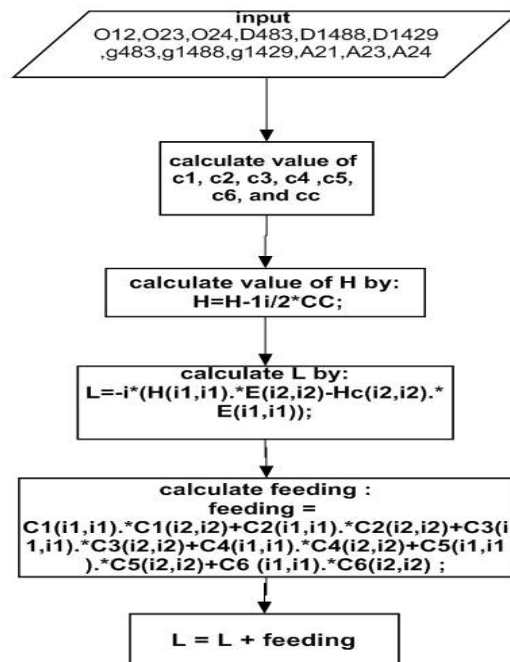 input
O12,O23,O24,D483,D1488,D1429
,g483,g1488,g1429,A21,A23,A24
calculate value of
c1, c2, c3, c4 ,c5,
c6, and cc
calculate value of H by:
H=H-1i/2*CC;
calculate L by:
L=-i*(H(i1,i1).*E(i2,i2)-Hc(i2,i2).*
E(i1,i1));
calculate feeding :
feeding =
C1(i1,i1).*C1(i2,i2)+C2(i1,i1).*C2(i2,i2)+C3(i
1,i1).*C3(i2,i2)+C4(i1,i1).*C4(i2,i2)+C5(i1,i1
).*C5(i2,i2)+C6 (i1,i1).*C6(i2,i2) ;
L = L + feeding